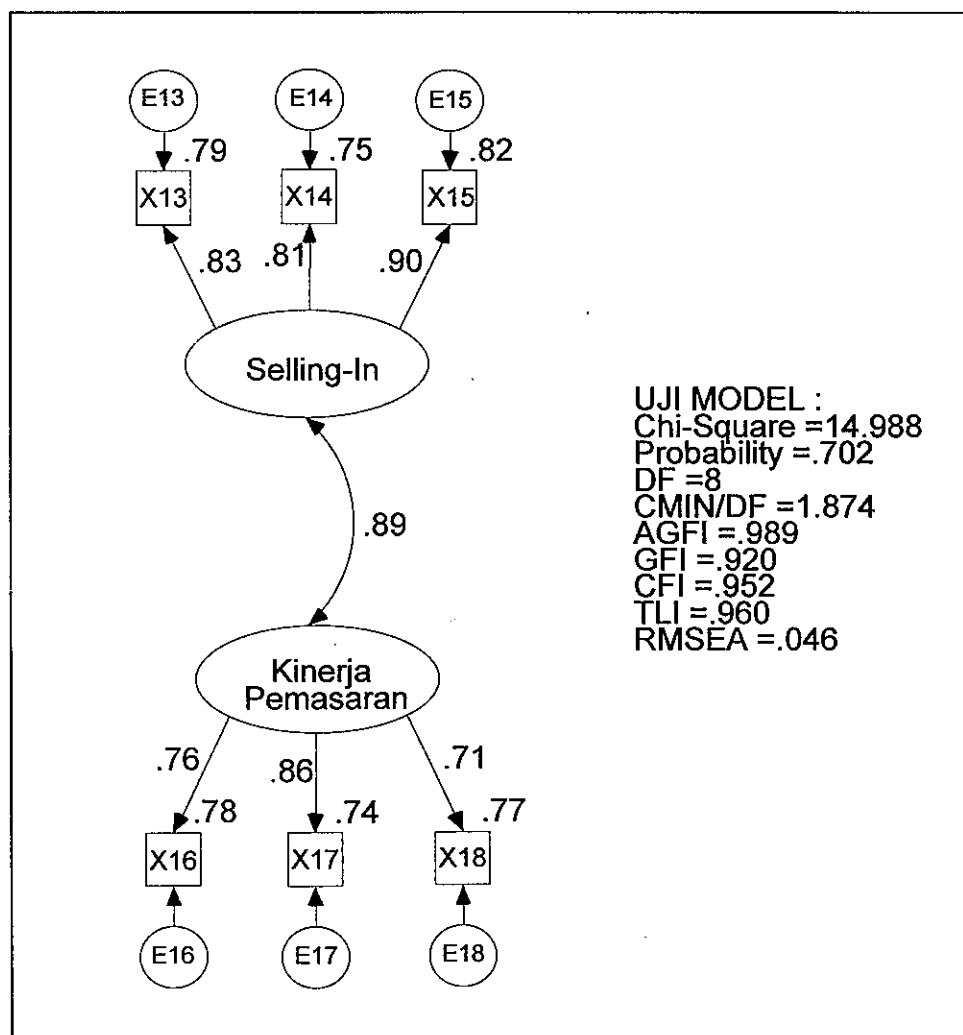 E13 E14 E15
.79 .75 .82
X13 X14 X15
.83 .81 .90
Selling-In
.89
Kinerja
Pemasaran
.76 .86 .71
.78 .74 .77
X16 X17 X18
E16 E17 E18
UJI MODEL :
Chi-Square =14.988
Probability =.702
DF =8
CMIN/DF =1.874
AGFI =.989
GFI =.920
CFI =.952
TLI =.960
RMSEA =.046